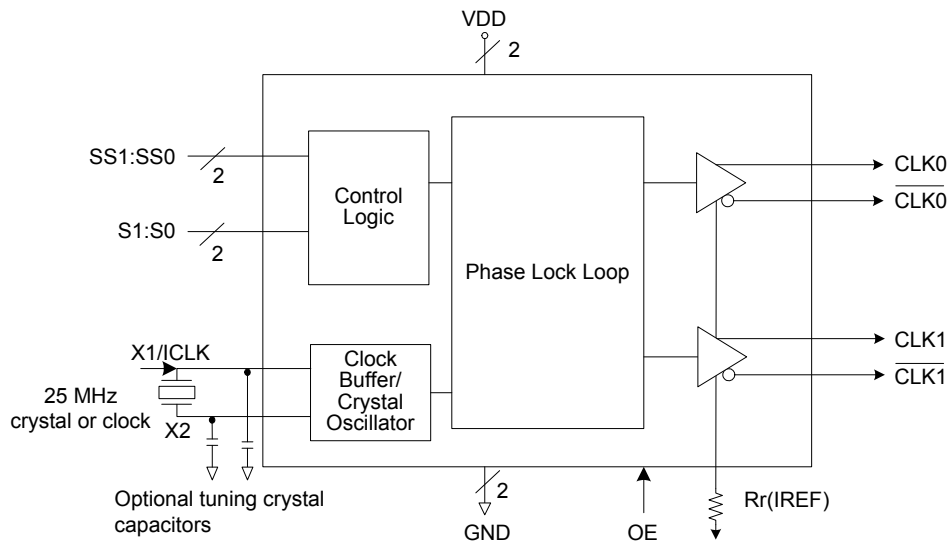 VDD
2
SS1:SS0
2
S1:S0
2
Control
Logic
Phase Lock Loop
CLK0
CLK0
CLK1
CLK1
X1/ICLK
25 MHz
crystal or clock
X2
Clock
Buffer/
Crystal
Oscillator
Optional tuning crystal
capacitors
2
GND
OE
Rr(IREF)